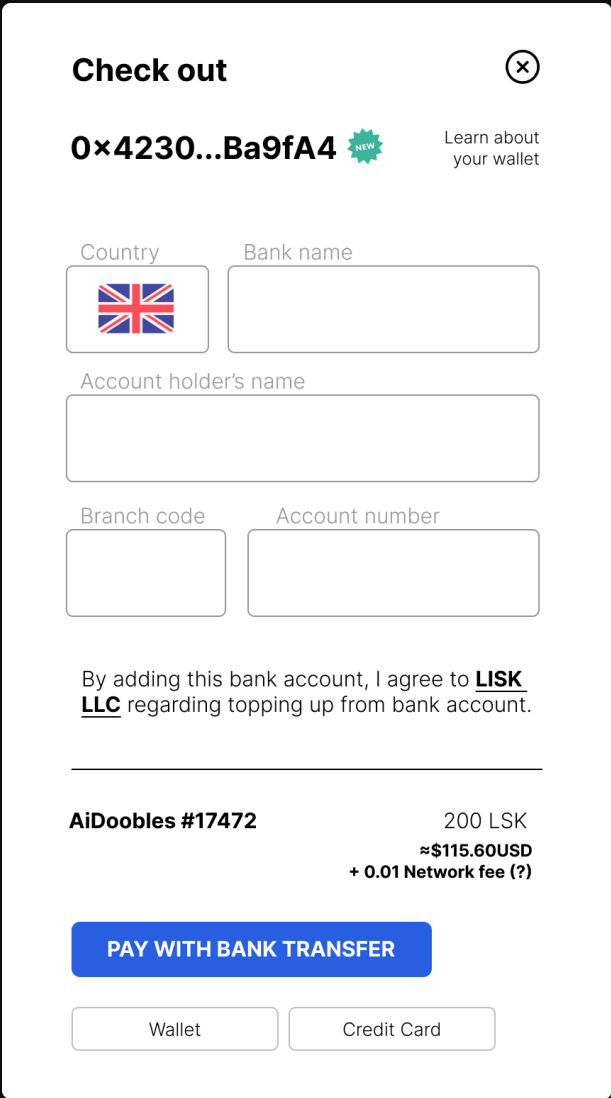 Check out
0×4230...Ba9fA4 NEW
Learn about
your wallet
Country
Bank name
Account holder's name
Branch code
Account number
By adding this bank account, I agree to LISK
LLC regarding topping up from bank account.
AiDoobles #17472
200 LSK
≈$115.60USD
+ 0.01 Network fee (?)
PAY WITH BANK TRANSFER
Wallet
Credit Card